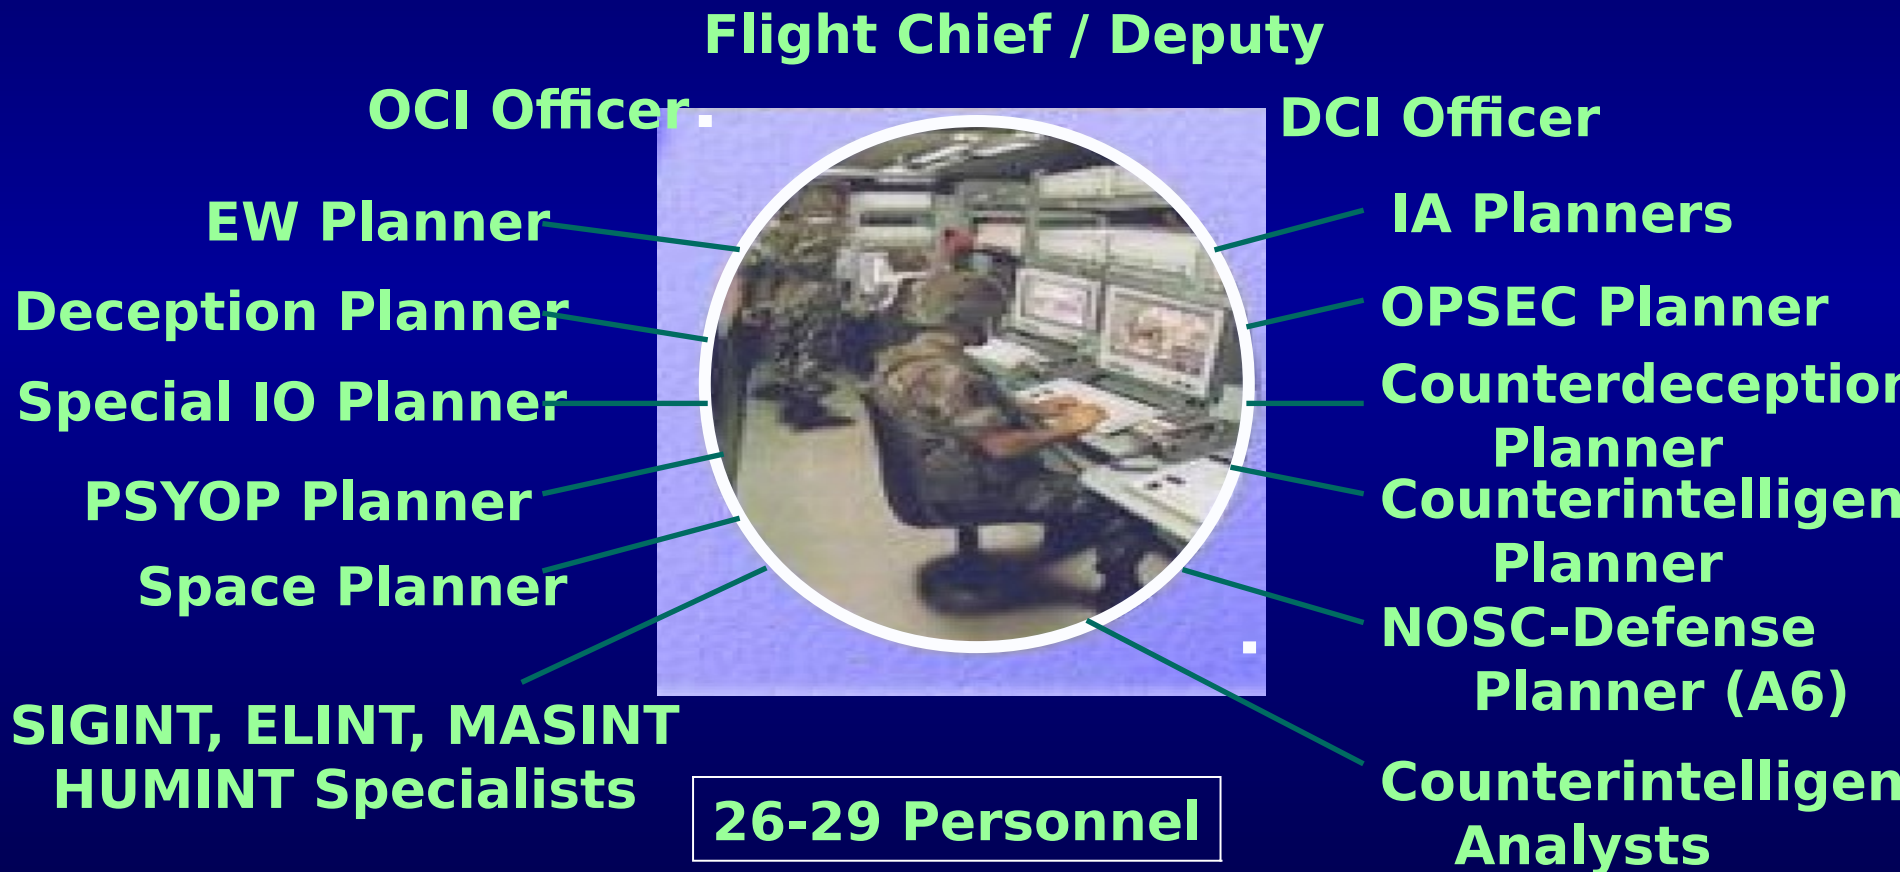 Flight Chief / Deputy
OCI Officer
EW Planner
Deception Planner
Special IO Planner
PSYOP Planner
Space Planner
SIGINT, ELINT, MASINT
HUMINT Specialists
DCI Officer
IA Planners
OPSEC Planner
Counterdeception
Planner
Counterintelligen
Planner
NOSC-Defense
Planner (A6)
Counterintelligen
Analysts
26-29 Personnel